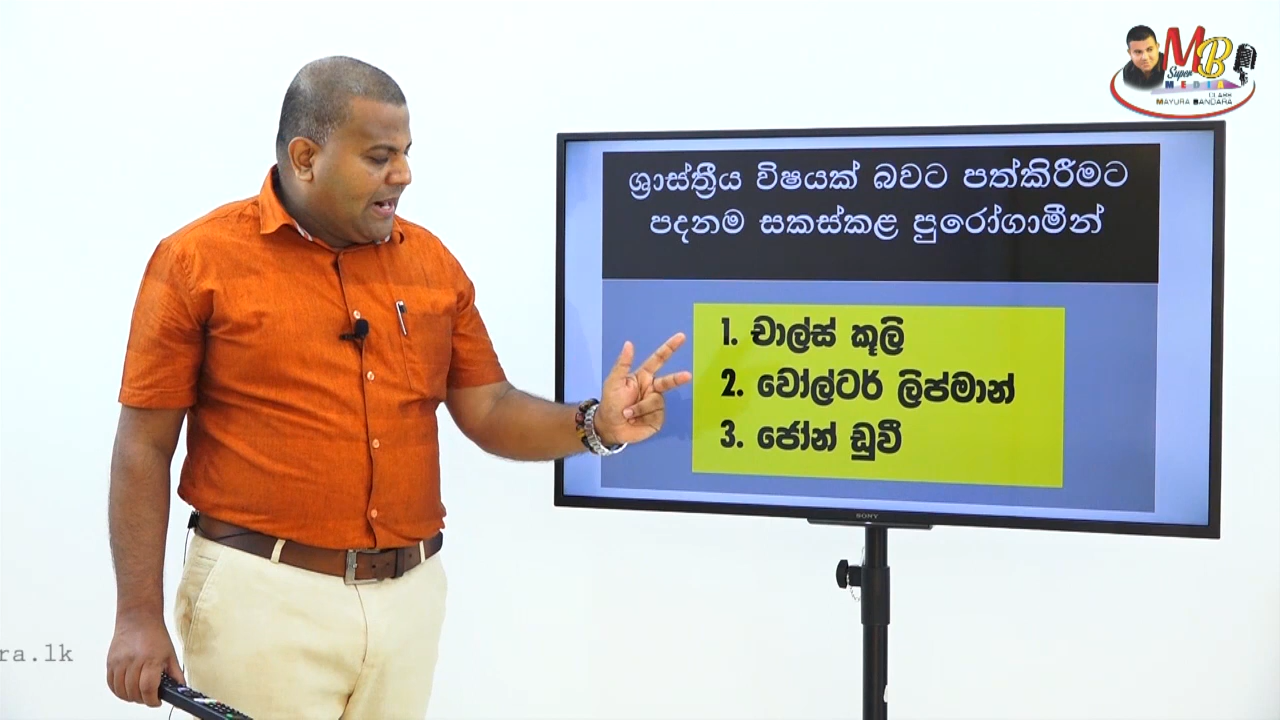 MB
Super
MEDIA
CLASS
MAYURA BANDARA
ශ්‍රාස්ත්‍රීය විෂයක් බවට පත්කිරීමට
පදනම සකස්කළ පුරෝගාමීන්
1. චාල්ස් කූලි
2. වෝල්ටර් ලිප්මාන්
3. ජෝන් ඩූවී
SONY
ra.lk